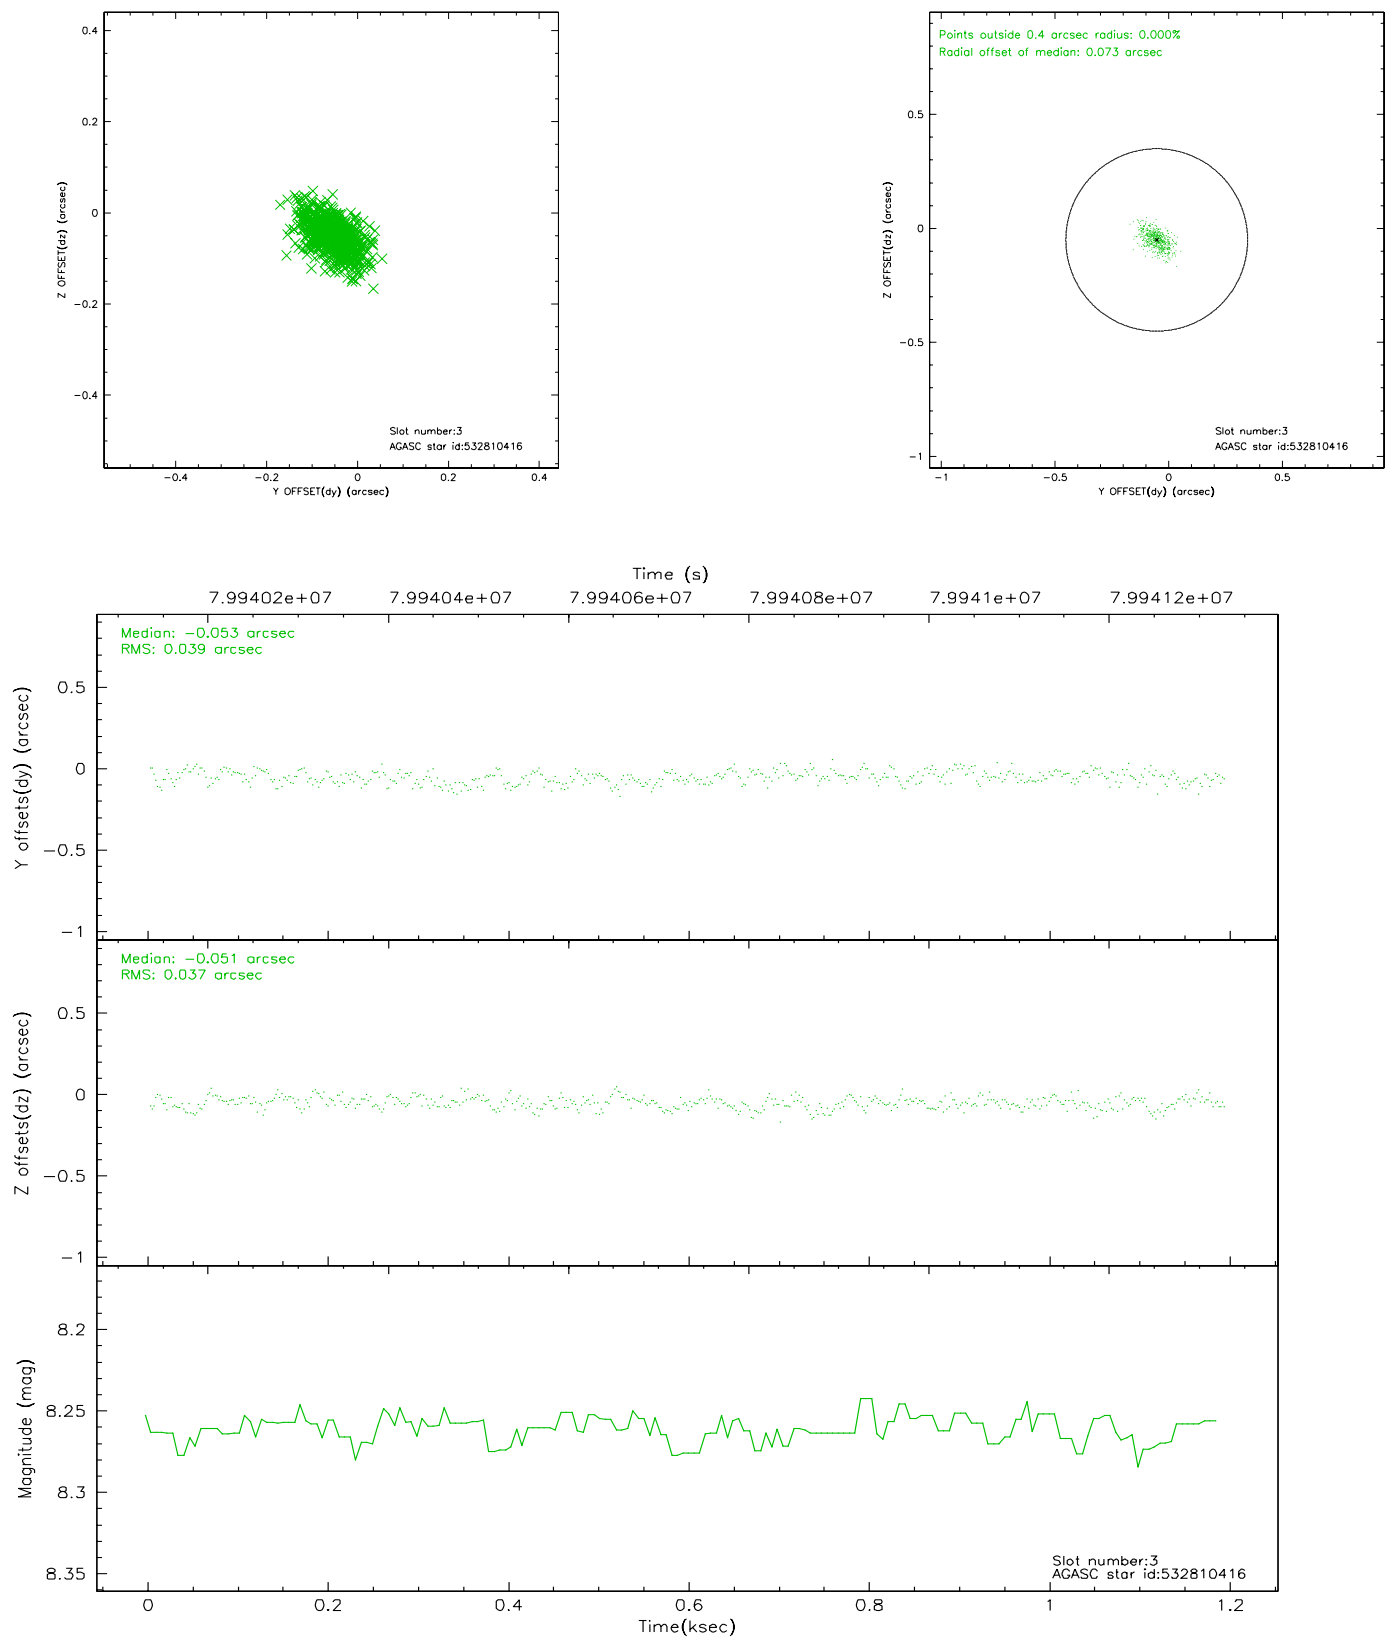 0.4
0.2
0
−0.2
−0.4
Z OFFSET(dz) (arcsec)
Slot number:3
AGASC star id:532810416
−0.4 −0.2 0 0.2 0.4
Y OFFSET(dy) (arcsec)
Points outside 0.4 arcsec radius: 0.000%
Radial offset of median: 0.073 arcsec
0.5
0
−0.5
−1
Z OFFSET(dz) (arcsec)
Slot number:3
AGASC star id:532810416
−1 −0.5 0 0.5
Y OFFSET(dy) (arcsec)
Time (s)
7.99402e+07 7.99404e+07 7.99406e+07 7.99408e+07 7.9941e+07 7.99412e+07
Median: −0.053 arcsec
RMS: 0.039 arcsec
0.5
0
−0.5
−1
Y offsets(dy) (arcsec)
Median: −0.051 arcsec
RMS: 0.037 arcsec
0.5
0
−0.5
−1
Z offsets(dz) (arcsec)
8.2
8.25
8.3
8.35
Magnitude (mag)
Slot number:3
AGASC star id:532810416
0 0.2 0.4 0.6 0.8 1 1.2
Time(ksec)